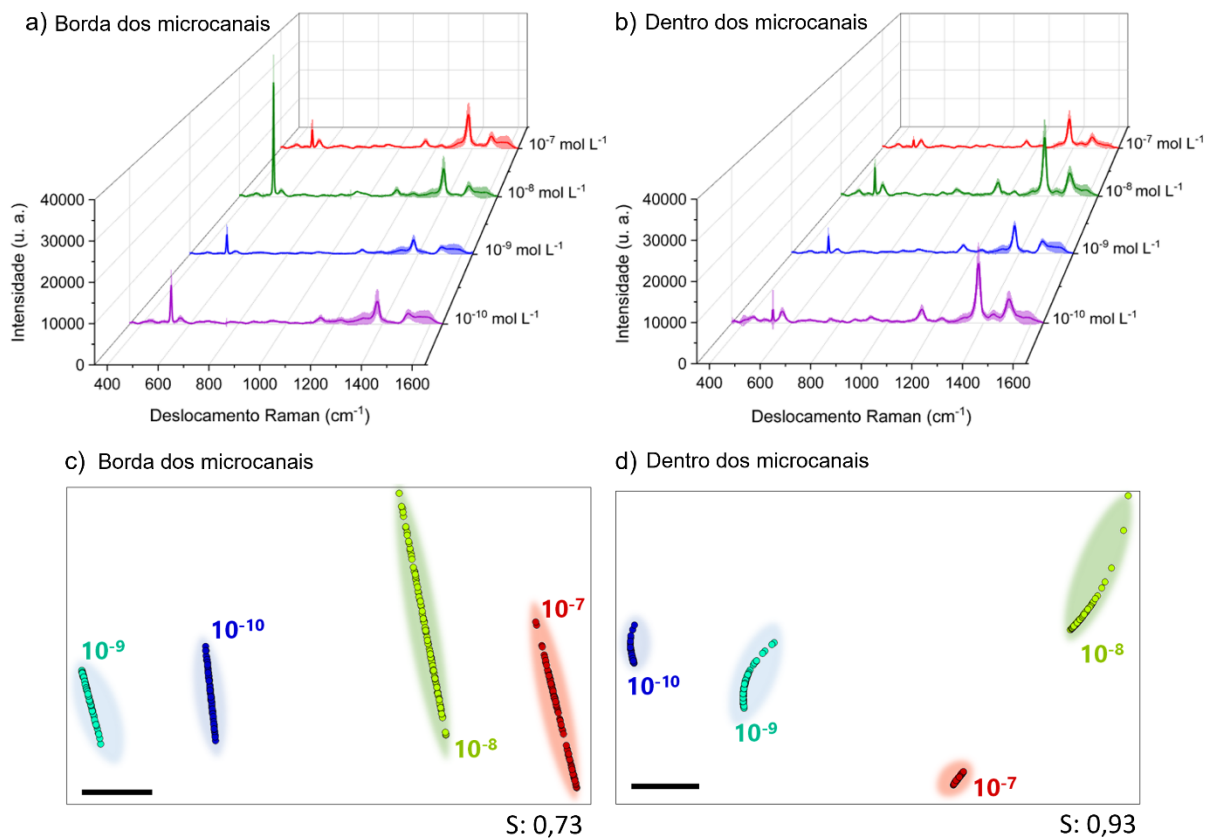 a) Borda dos microcanais
b) Dentro dos microcanais
10⁻⁷ mol L⁻¹
10⁻⁸ mol L⁻¹
10⁻⁹ mol L⁻¹
10⁻¹⁰ mol L⁻¹
Intensidade (u. a.)
40000
30000
20000
10000
0
400 600 800 1000 1200 1400 1600
Deslocamento Raman (cm⁻¹)
10⁻⁷ mol L⁻¹
10⁻⁸ mol L⁻¹
10⁻⁹ mol L⁻¹
10⁻¹⁰ mol L⁻¹
Intensidade (u. a.)
40000
30000
20000
10000
0
400 600 800 1000 1200 1400 1600
Deslocamento Raman (cm⁻¹)
c) Borda dos microcanais
10⁻⁹
10⁻¹⁰
10⁻⁸
10⁻⁷
S: 0,73
d) Dentro dos microcanais
10⁻¹⁰
10⁻⁹
10⁻⁸
10⁻⁷
S: 0,93